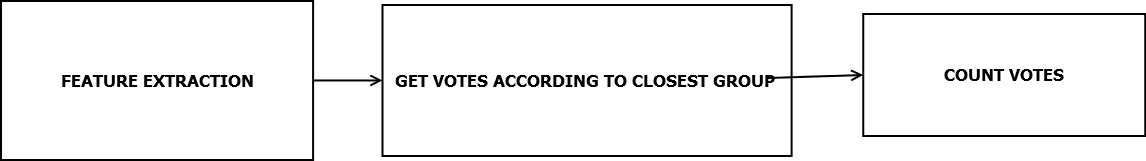 FEATURE EXTRACTION
GET VOTES ACCORDING TO CLOSEST GROUP
COUNT VOTES